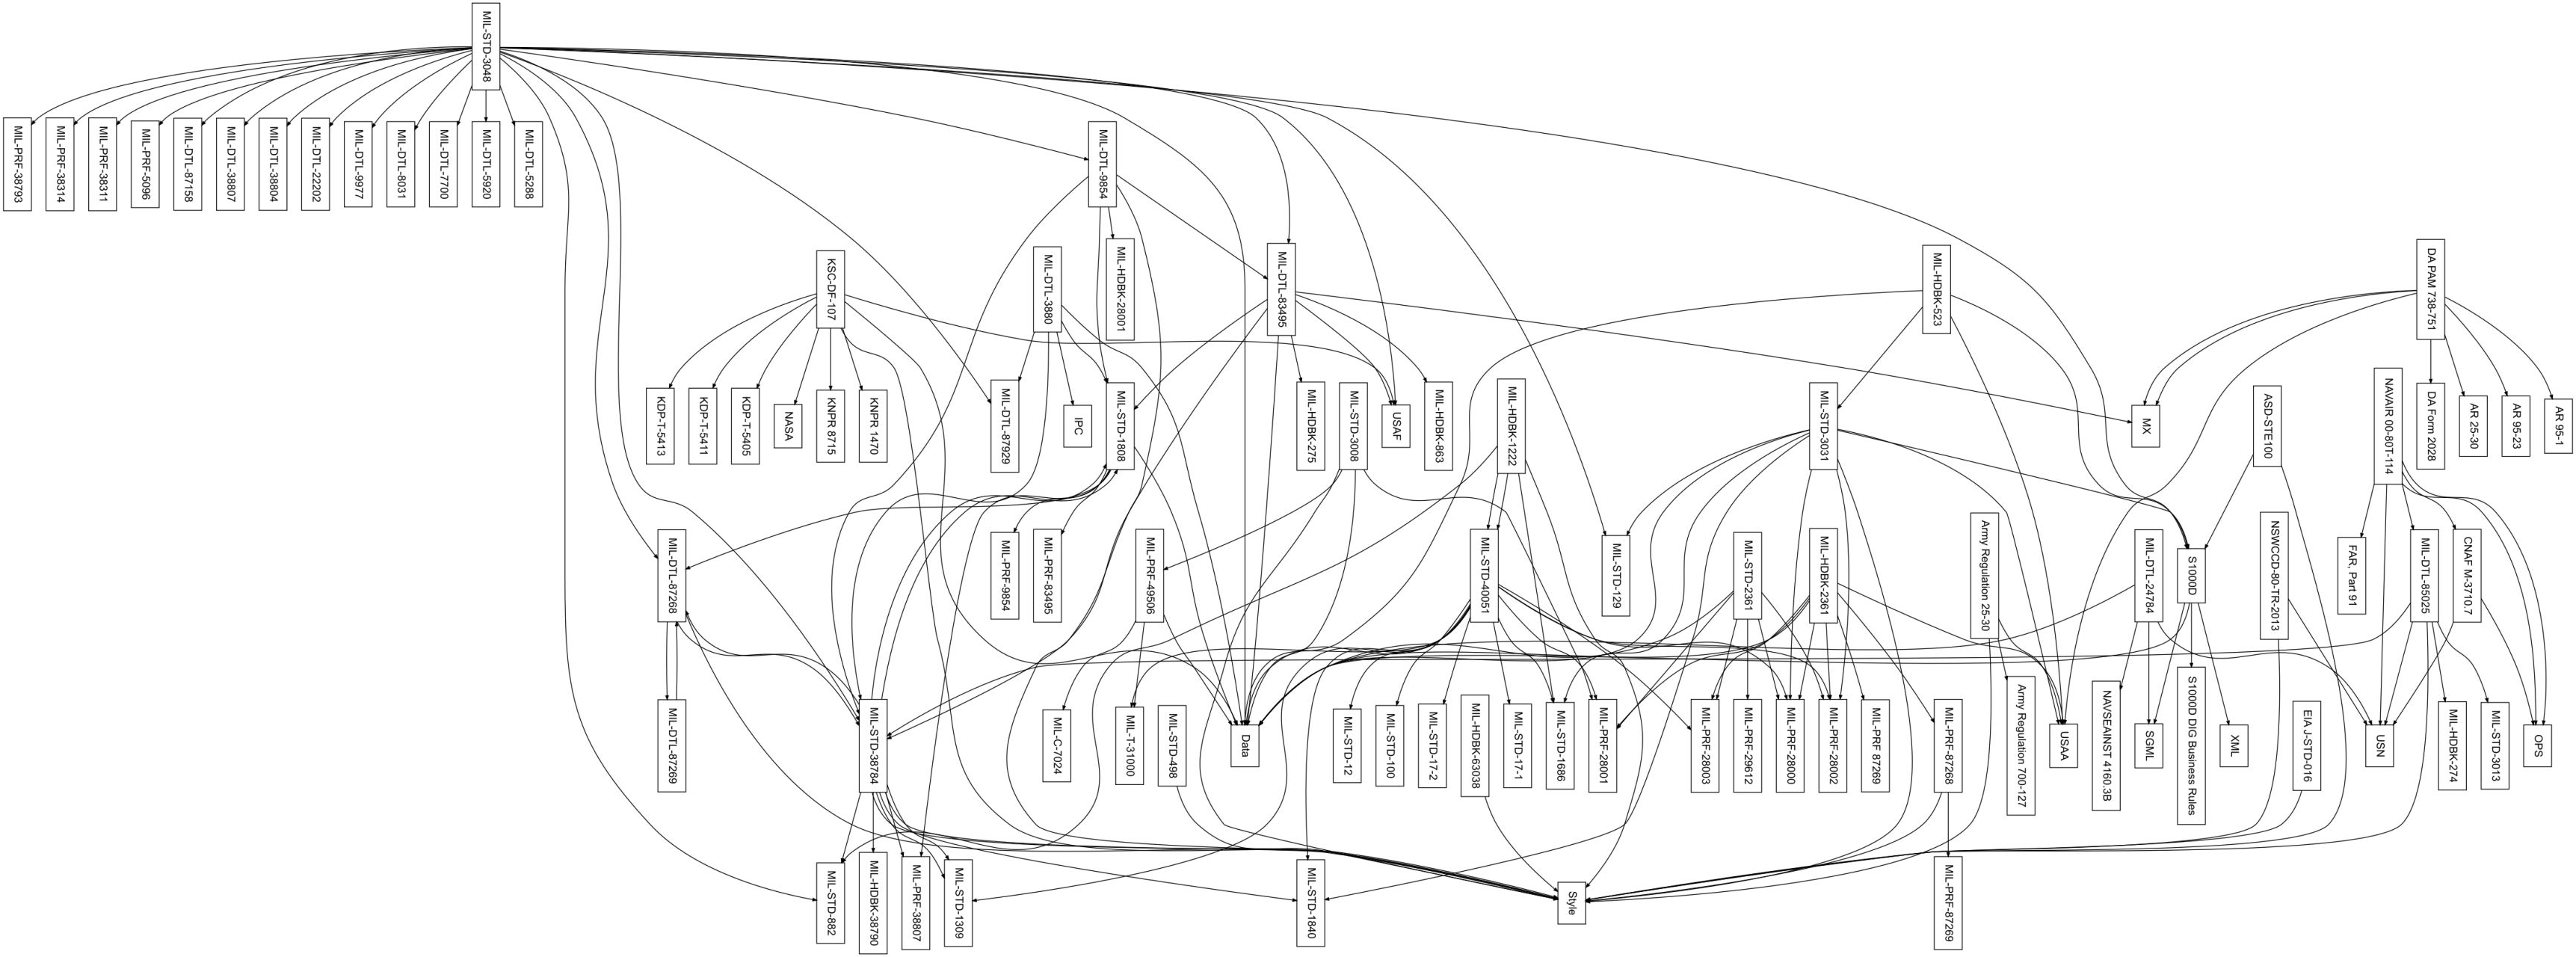 MIL-STD-3048
MIL-PRF-38793
MIL-PRF-38314
MIL-PRF-38311
MIL-PRF-5096
MIL-DTL-87158
MIL-DTL-38807
MIL-DTL-38804
MIL-DTL-22202
MIL-DTL-9977
MIL-DTL-8031
MIL-DTL-7700
MIL-DTL-5920
MIL-DTL-5288
MIL-DTL-9854
KSC-DF-107
MIL-DTL-3880
MIL-HDBK-28001
MIL-DTL-83495
MIL-HDBK-523
DA PAM 738-751
KDP-T-5413
KDP-T-5411
KDP-T-5405
NASA
KNPR 8715
KNPR 1470
MIL-DTL-87929
IPC
MIL-STD-1808
MIL-HDBK-275
MIL-STD-3008
USAF
MIL-HDBK-863
MIL-HDBK-1222
MIL-STD-3031
MX
ASD-STE100
NAVAIR 00-80T-114
DA Form 2028
AR 25-30
AR 95-23
AR 95-1
MIL-DTL-87268
MIL-PRF-9854
MIL-PRF-83495
MIL-PRF-49506
MIL-STD-40051
MIL-STD-129
MIL-STD-2361
MIL-HDBK-2361
Army Regulation 25-30
MIL-DTL-24784
S1000D
NSWCCD-80-TR-2013
FAR, Part 91
MIL-DTL-85025
CNAF M-3710.7
MIL-DTL-87269
MIL-STD-38784
MIL-C-7024
MIL-T-31000
MIL-STD-498
Data
MIL-STD-12
MIL-STD-100
MIL-STD-17-2
MIL-HDBK-63038
MIL-STD-17-1
MIL-STD-1686
MIL-PRF-28001
MIL-PRF-28003
MIL-PRF-29612
MIL-PRF-28000
MIL-PRF-28002
MIL-PRF 87269
MIL-PRF-87268
Army Regulation 700-127
USAA
NAVSEAINST 4160.3B
SGML
S1000D DIG Business Rules
XML
EIA J-STD-016
USN
MIL-HDBK-274
MIL-STD-3013
OPS
MIL-STD-882
MIL-HDBK-38790
MIL-PRF-38807
MIL-STD-1309
MIL-STD-1840
Style
MIL-PRF-87269